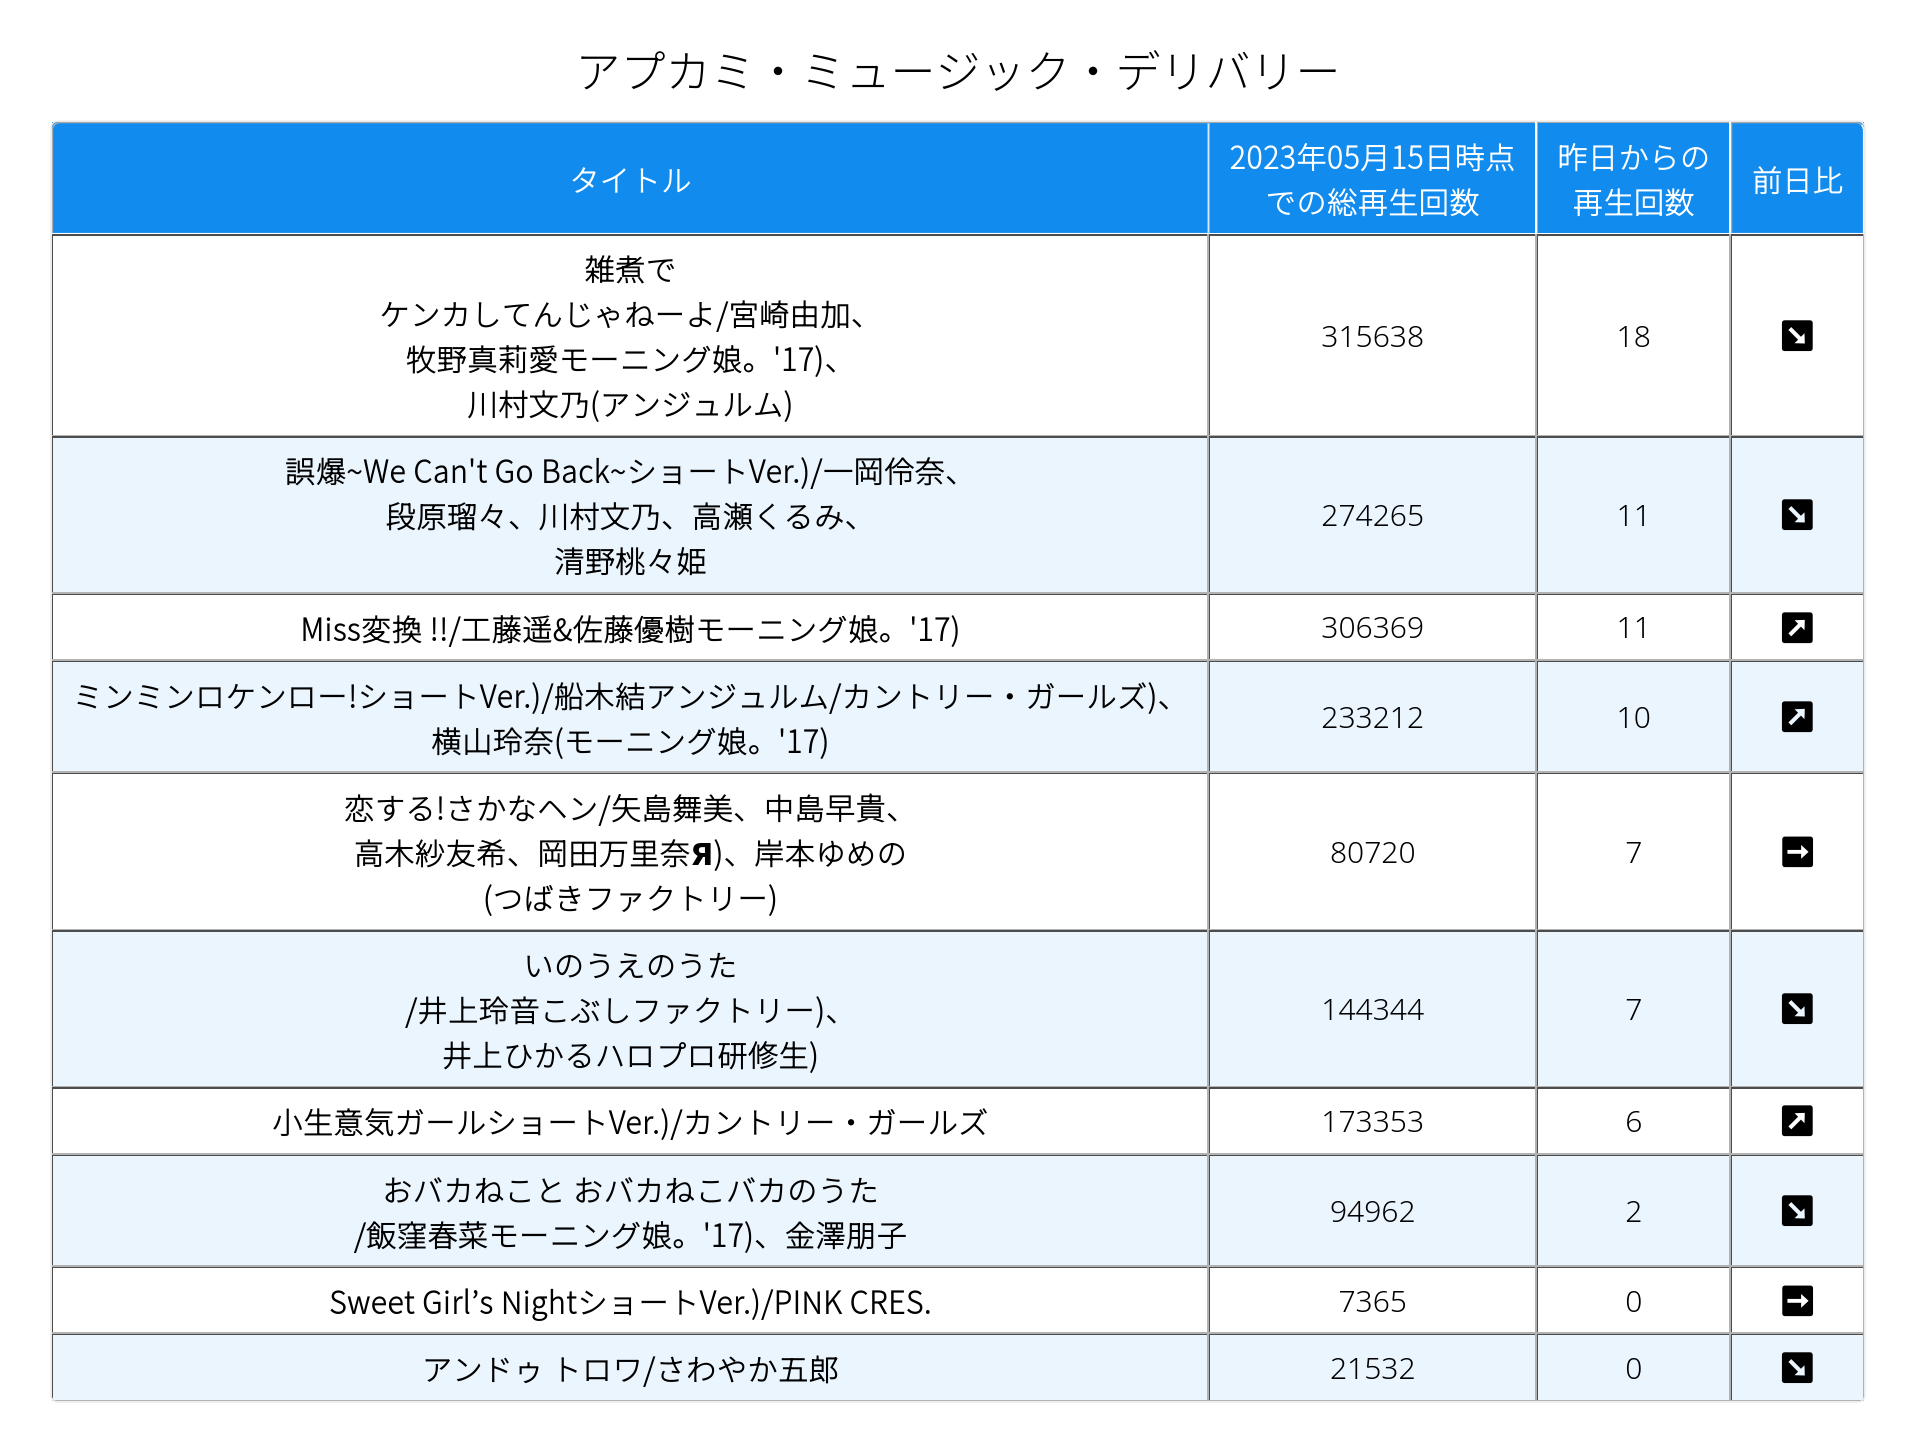 アプカミ・ミュージック・デリバリー
タイトル
2023年05月15日時点
での総再生回数
昨日からの
再生回数
前日比
雑煮で
ケンカしてんじゃねーよ/宮崎由加、
牧野真莉愛モーニング娘。'17)、
川村文乃(アンジュルム)
315638
18
誤爆~We Can't Go Back~ショートVer.)/一岡伶奈、
段原瑠々、川村文乃、高瀬くるみ、
清野桃々姫
274265
11
Miss変換 !!/工藤遥&佐藤優樹モーニング娘。'17)
306369
11
ミンミンロケンロー!ショートVer.)/船木結アンジュルム/カントリー・ガールズ)、
横山玲奈(モーニング娘。'17)
233212
10
恋する!さかなヘン/矢島舞美、中島早貴、
高木紗友希、岡田万里奈Я)、岸本ゆめの
(つばきファクトリー)
80720
7
いのうえのうた
/井上玲音こぶしファクトリー)、
井上ひかるハロプロ研修生)
144344
7
小生意気ガールショートVer.)/カントリー・ガールズ
173353
6
おバカねこと おバカねこバカのうた
/飯窪春菜モーニング娘。'17)、金澤朋子
94962
2
Sweet Girl’s NightショートVer.)/PINK CRES.
7365
0
アンドゥ トロワ/さわやか五郎
21532
0